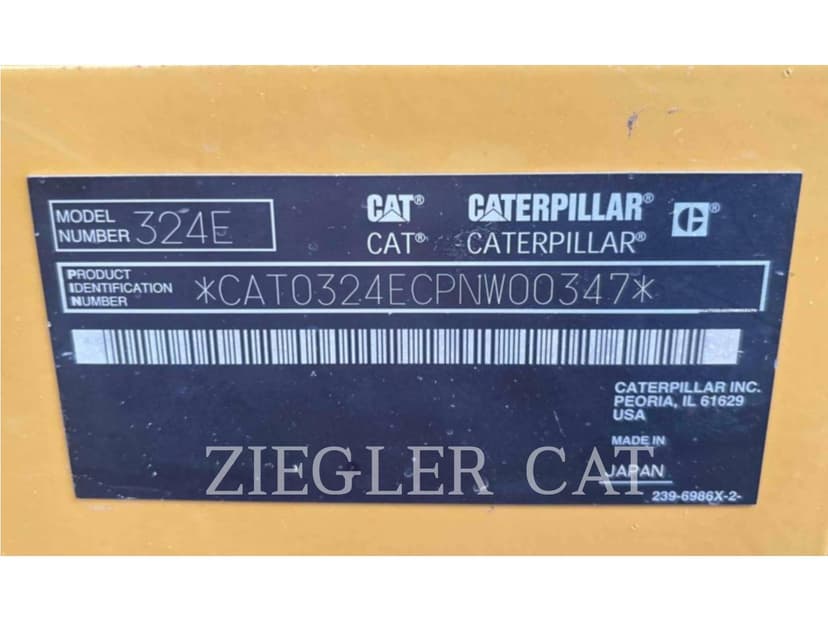 MODEL NUMBER 324E
CAT® CATERPILLAR®
CAT® CATERPILLAR®
PRODUCT IDENTIFICATION NUMBER *CAT0324ECPNW00347*
CATERPILLAR INC.
PEORIA, IL 61629
USA
MADE IN
JAPAN
239-6986X-2-
ZIEGLER CAT